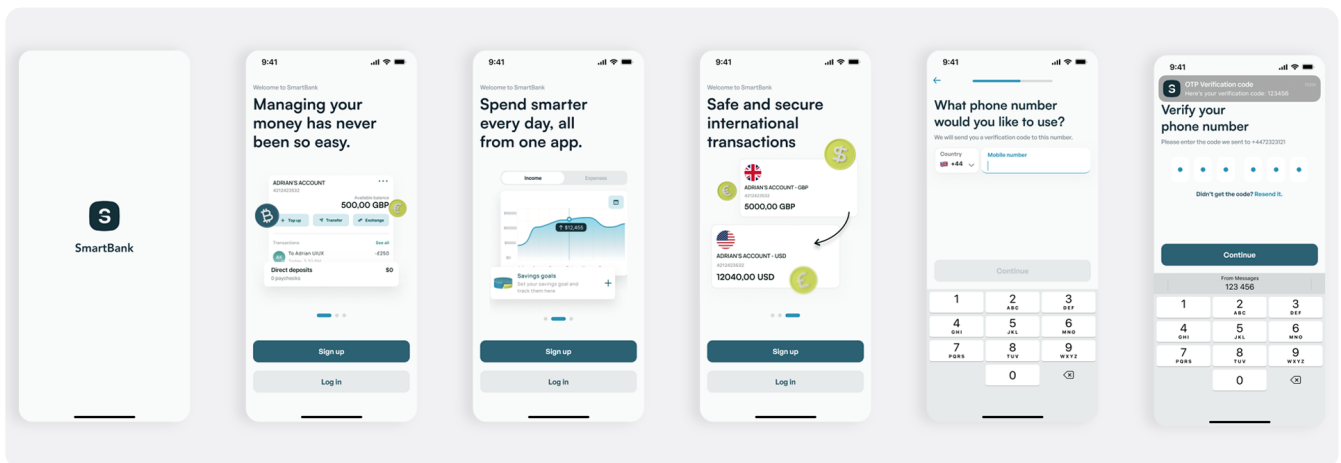 SmartBank
9:41
Welcome to SmartBank
Managing your
money has never
been so easy.
ADRIAN'S ACCOUNT
4212423532
Available balance
500,00 GBP
Top up
Transfer
Exchange
Transactions
See all
AK
To Adrian UIUX
-£250
Direct deposits
$0
0 paychecks
Sign up
Log in
9:41
Welcome to SmartBank
Spend smarter
every day, all
from one app.
Income
Expenses
↑ $12,455
$0
Savings goals
Set your savings goal and
track them here
+
Sign up
Log in
9:41
Welcome to SmartBank
Safe and secure
international
transactions
ADRIAN'S ACCOUNT - GBP
4212423532
5000,00 GBP
ADRIAN'S ACCOUNT - USD
4212423532
12040,00 USD
Sign up
Log in
9:41
What phone number
would you like to use?
We will send you a verification code to this number.
Country
+44
Mobile number
Continue
1
2 ABC
3 DEF
4 GHI
5 JKL
6 MNO
7 PQRS
8 TUV
9 WXYZ
0
9:41
OTP Verification code
Here's your verification code: 123456
Verify your
phone number
Please enter the code we sent to +4472323121
Didn't get the code? Resend it.
Continue
From Messages
123 456
1
2 ABC
3 DEF
4 GHI
5 JKL
6 MNO
7 PQRS
8 TUV
9 WXYZ
0